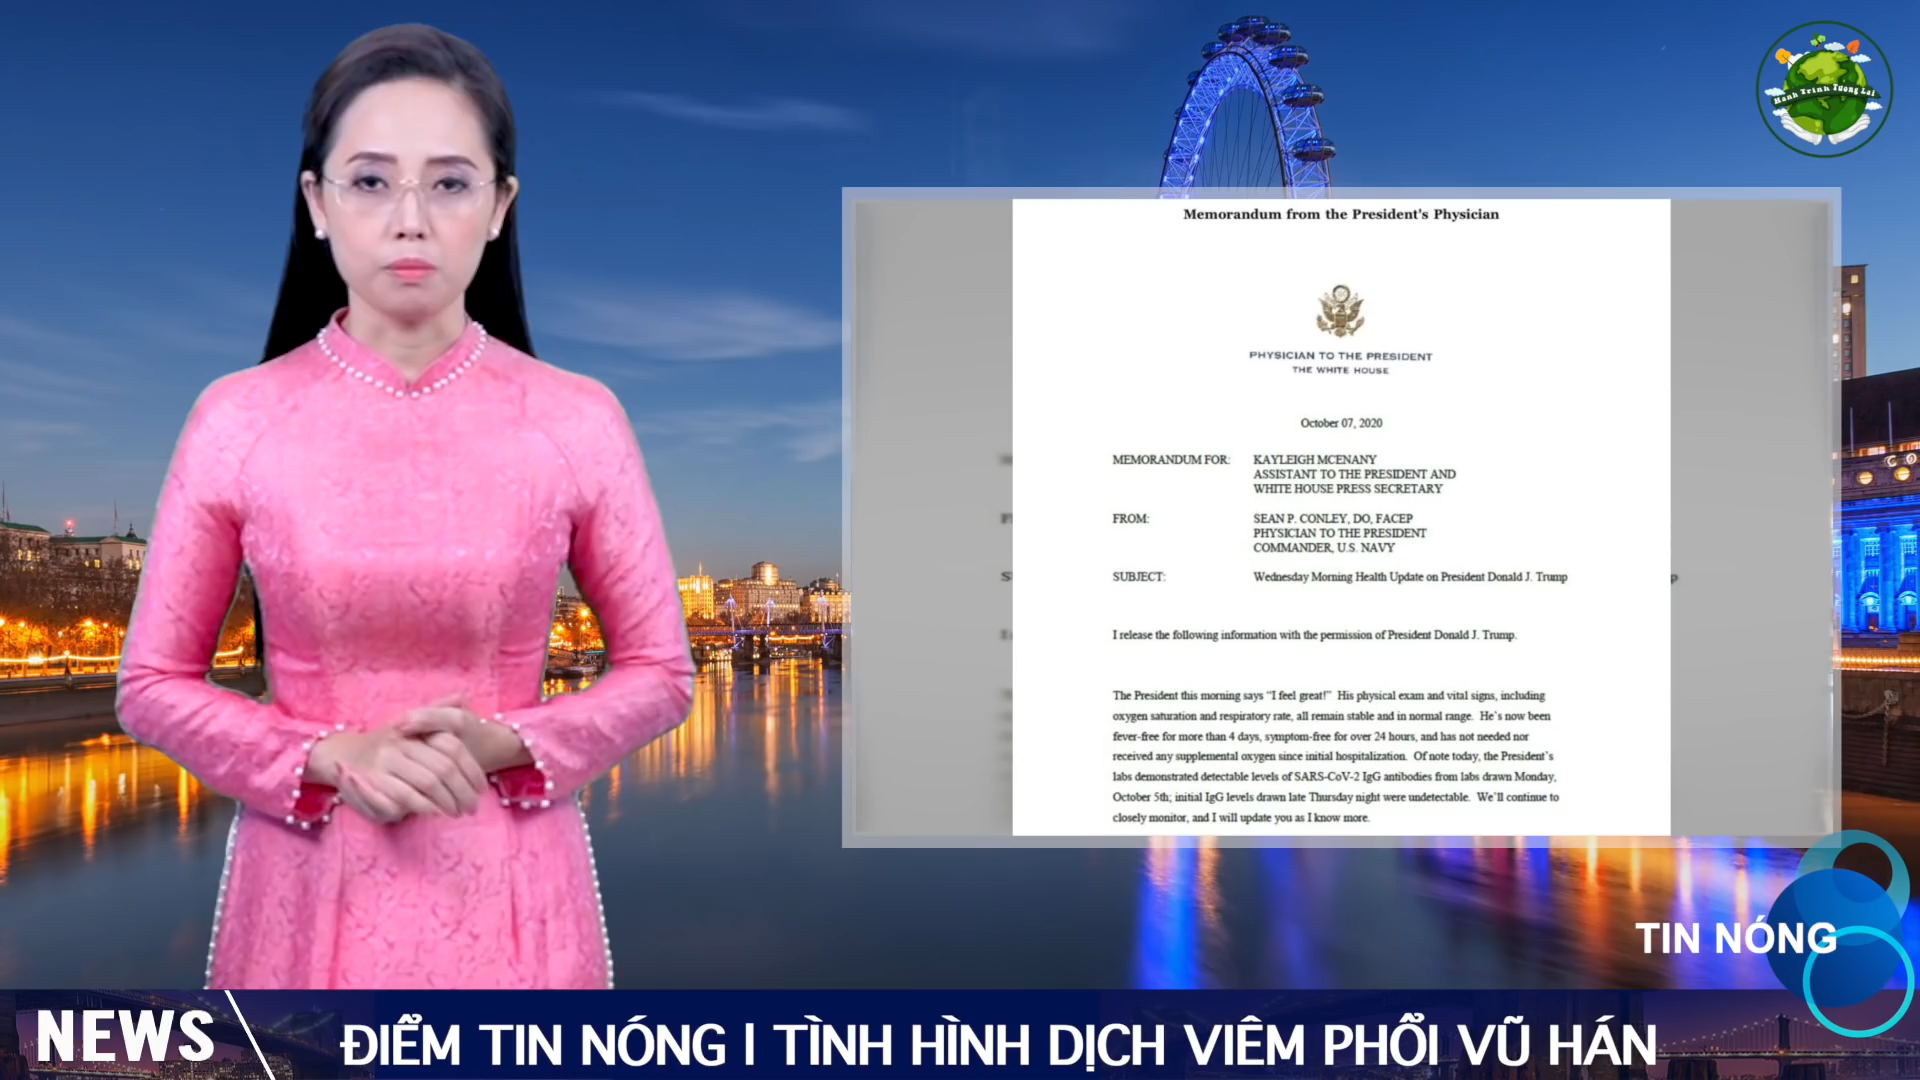 Hành Trình Tương Lai
Memorandum from the President's Physician
PHYSICIAN TO THE PRESIDENT
THE WHITE HOUSE
October 07, 2020
MEMORANDUM FOR: KAYLEIGH MCENANY
ASSISTANT TO THE PRESIDENT AND
WHITE HOUSE PRESS SECRETARY
FROM: SEAN P. CONLEY, DO, FACEP
PHYSICIAN TO THE PRESIDENT
COMMANDER, U.S. NAVY
SUBJECT: Wednesday Morning Health Update on President Donald J. Trump
I release the following information with the permission of President Donald J. Trump.
The President this morning says “I feel great!” His physical exam and vital signs, including
oxygen saturation and respiratory rate, all remain stable and in normal range. He’s now been
fever-free for more than 4 days, symptom-free for over 24 hours, and has not needed nor
received any supplemental oxygen since initial hospitalization. Of note today, the President’s
labs demonstrated detectable levels of SARS-CoV-2 IgG antibodies from labs drawn Monday,
October 5th; initial IgG levels drawn late Thursday night were undetectable. We’ll continue to
closely monitor, and I will update you as I know more.
TIN NÓNG
NEWS
ĐIỂM TIN NÓNG | TÌNH HÌNH DỊCH VIÊM PHỔI VŨ HÁN